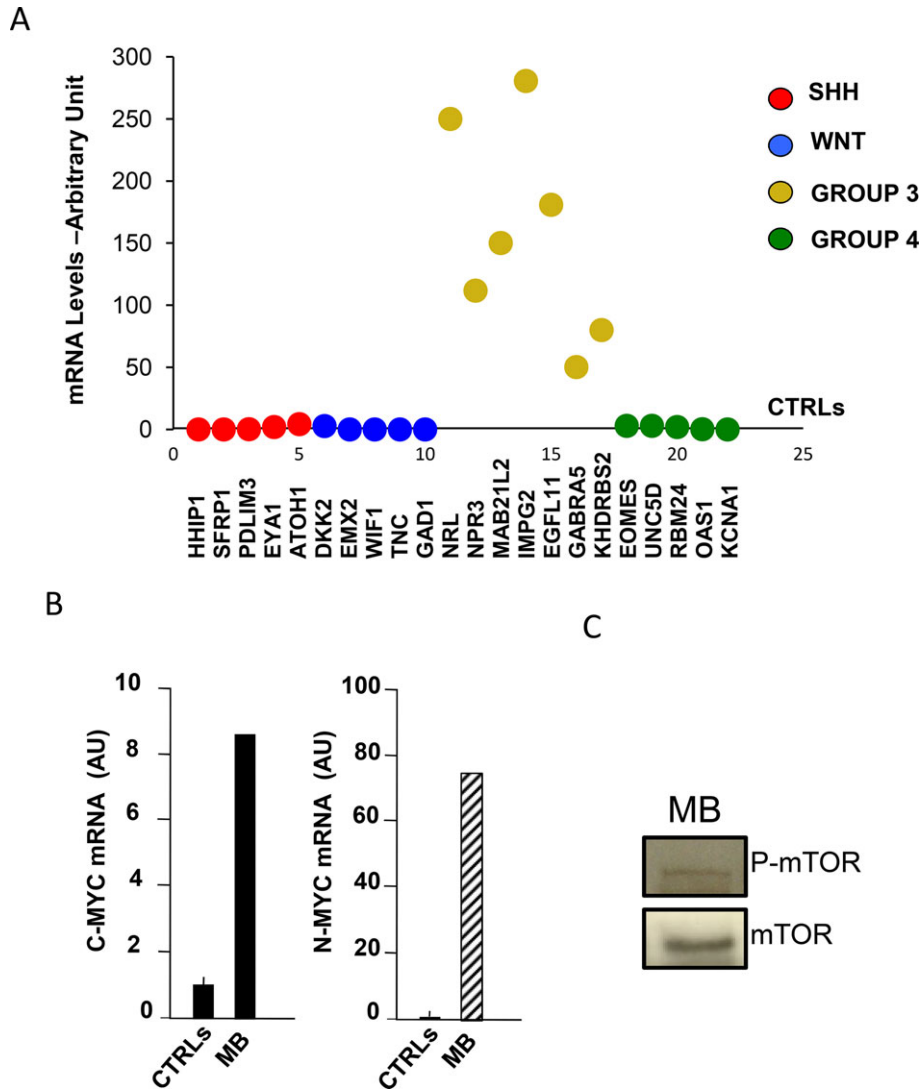 A
mRNA Levels –Arbitrary Unit
300
250
200
150
100
50
0
0
5
10
15
20
25
CTRLs
SHH
WNT
GROUP 3
GROUP 4
HHIP1
SFRP1
PDLIM3
EYA1
ATOH1
DKK2
EMX2
WIF1
TNC
GAD1
NRL
NPR3
MAB21L2
IMPG2
EGFL11
GABRA5
KHDRBS2
EOMES
UNC5D
RBM24
OAS1
KCNA1
B
C-MYC mRNA (AU)
10
8
6
4
2
0
CTRLs
MB
N-MYC mRNA (AU)
100
80
60
40
20
0
CTRLs
MB
C
MB
P-mTOR
mTOR